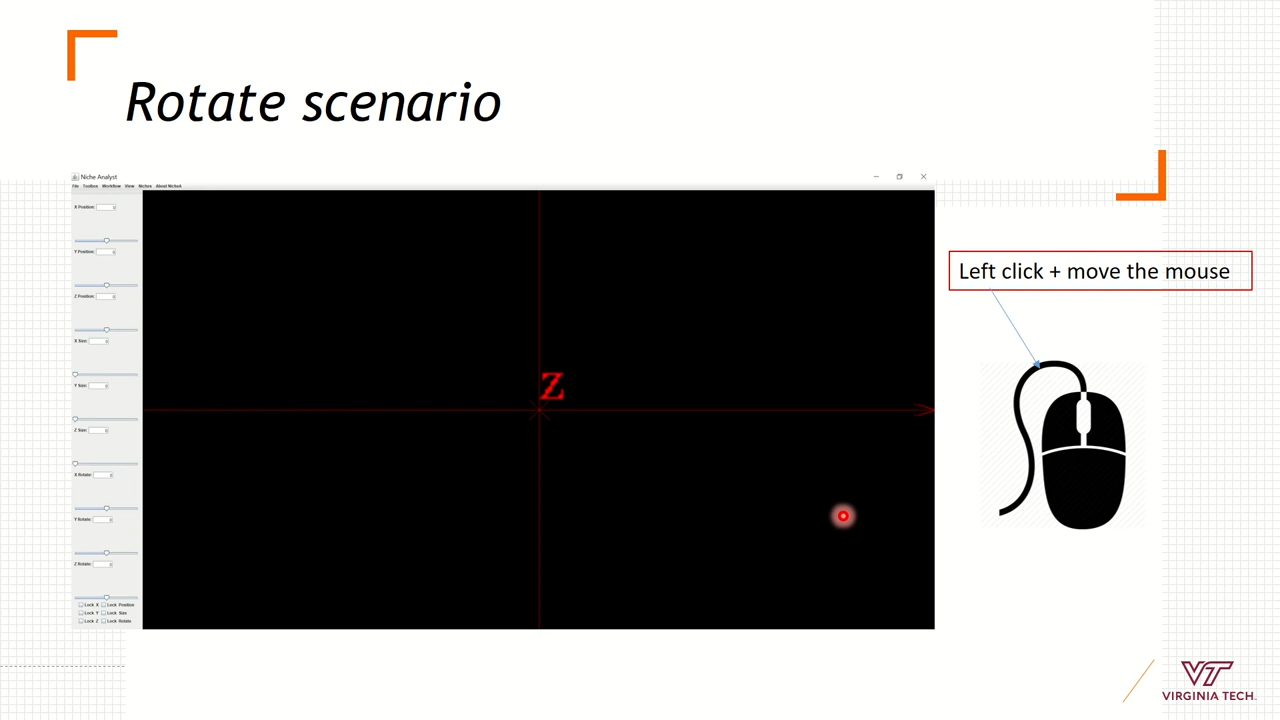 Rotate scenario
Niche Analyst
File Toolbox Workflow View Niches About NicheA
X Position:
Y Position:
Z Position:
X Size:
Y Size:
Z Size:
X Rotate:
Y Rotate:
Z Rotate:
Lock X Lock Position
Lock Y Lock Size
Lock Z Lock Rotate
Z
Left click + move the mouse
VT
VIRGINIA TECH